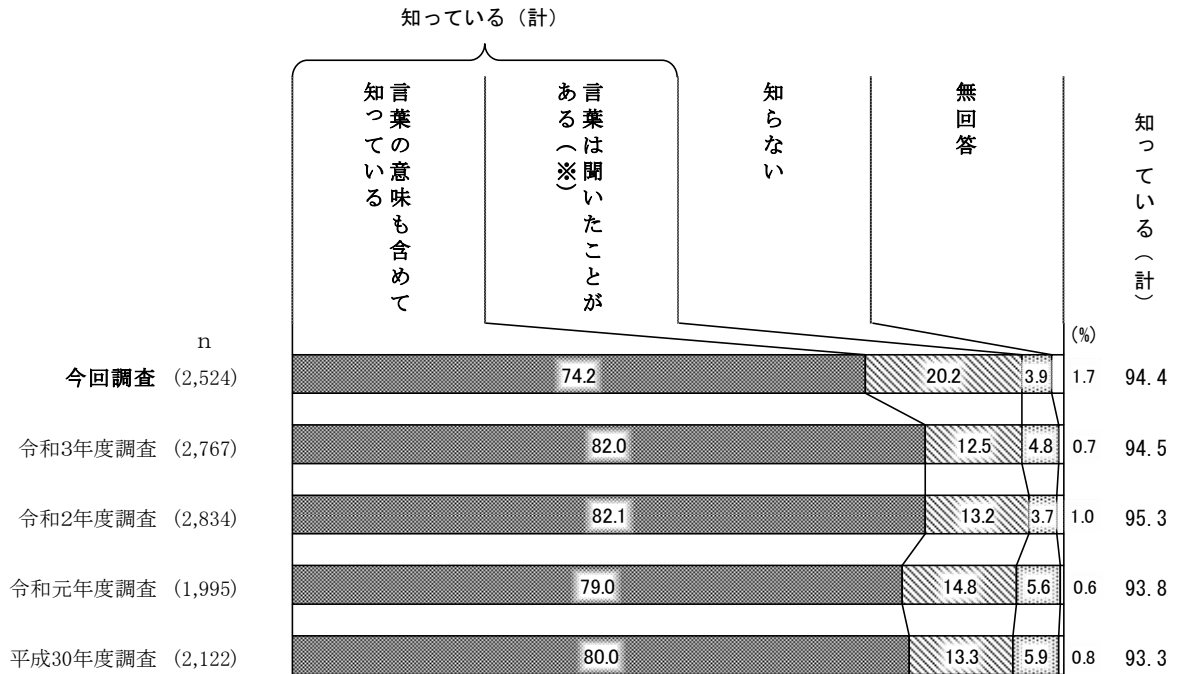 知っている（計）
言葉の意味も含めて
知っている
言葉は聞いたことが
ある（※）
知らない
無回答
知っている（計）
n
(%)
今回調査 (2,524) 74.2 20.2 3.9 1.7 94.4
令和3年度調査 (2,767) 82.0 12.5 4.8 0.7 94.5
令和2年度調査 (2,834) 82.1 13.2 3.7 1.0 95.3
令和元年度調査 (1,995) 79.0 14.8 5.6 0.6 93.8
平成30年度調査 (2,122) 80.0 13.3 5.9 0.8 93.3